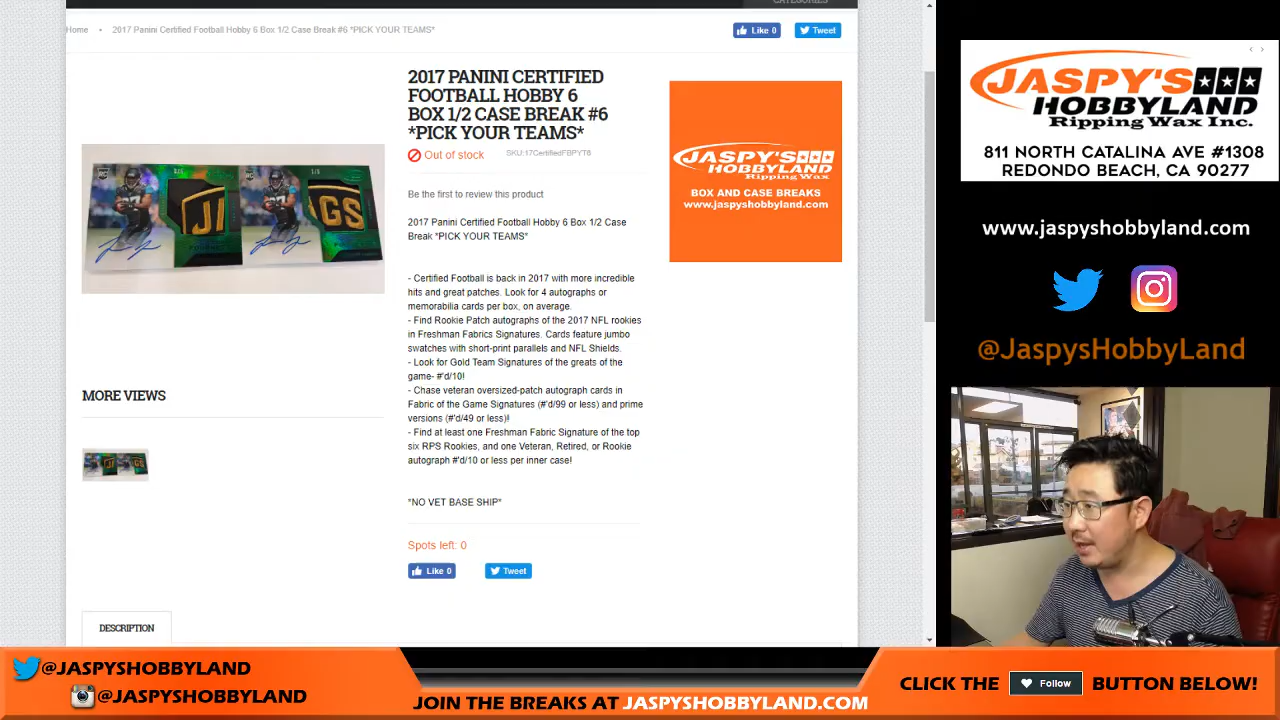 CATEGORIES
Home • 2017 Panini Certified Football Hobby 6 Box 1/2 Case Break #6 *PICK YOUR TEAMS*
Like 0
Tweet
2017 PANINI CERTIFIED
FOOTBALL HOBBY 6
BOX 1/2 CASE BREAK #6
*PICK YOUR TEAMS*
Out of stock
SKU:17CertifiedFBPYT6
Be the first to review this product
2017 Panini Certified Football Hobby 6 Box 1/2 Case
Break *PICK YOUR TEAMS*
- Certified Football is back in 2017 with more incredible
hits and great patches. Look for 4 autographs or
memorabilia cards per box, on average.
- Find Rookie Patch autographs of the 2017 NFL rookies
in Freshman Fabrics Signatures. Cards feature jumbo
swatches with short-print parallels and NFL Shields.
- Look for Gold Team Signatures of the greats of the
game- #'d/10!
- Chase veteran oversized-patch autograph cards in
Fabric of the Game Signatures (#'d/99 or less) and prime
versions (#'d/49 or less)!
- Find at least one Freshman Fabric Signature of the top
six RPS Rookies, and one Veteran, Retired, or Rookie
autograph #'d/10 or less per inner case!
*NO VET BASE SHIP*
Spots left: 0
Like 0
Tweet
MORE VIEWS
DESCRIPTION
JI
GS
JASPY'S
HOBBYLAND
Ripping Wax
BOX AND CASE BREAKS
www.jaspyshobbyland.com
JASPY'S
HOBBYLAND
Ripping Wax Inc.
811 NORTH CATALINA AVE #1308
REDONDO BEACH, CA 90277
www.jaspyshobbyland.com
@JaspysHobbyLand
@JASPYSHOBBYLAND
@JASPYSHOBBYLAND
JOIN THE BREAKS AT JASPYSHOBBYLAND.COM
CLICK THE Follow BUTTON BELOW!